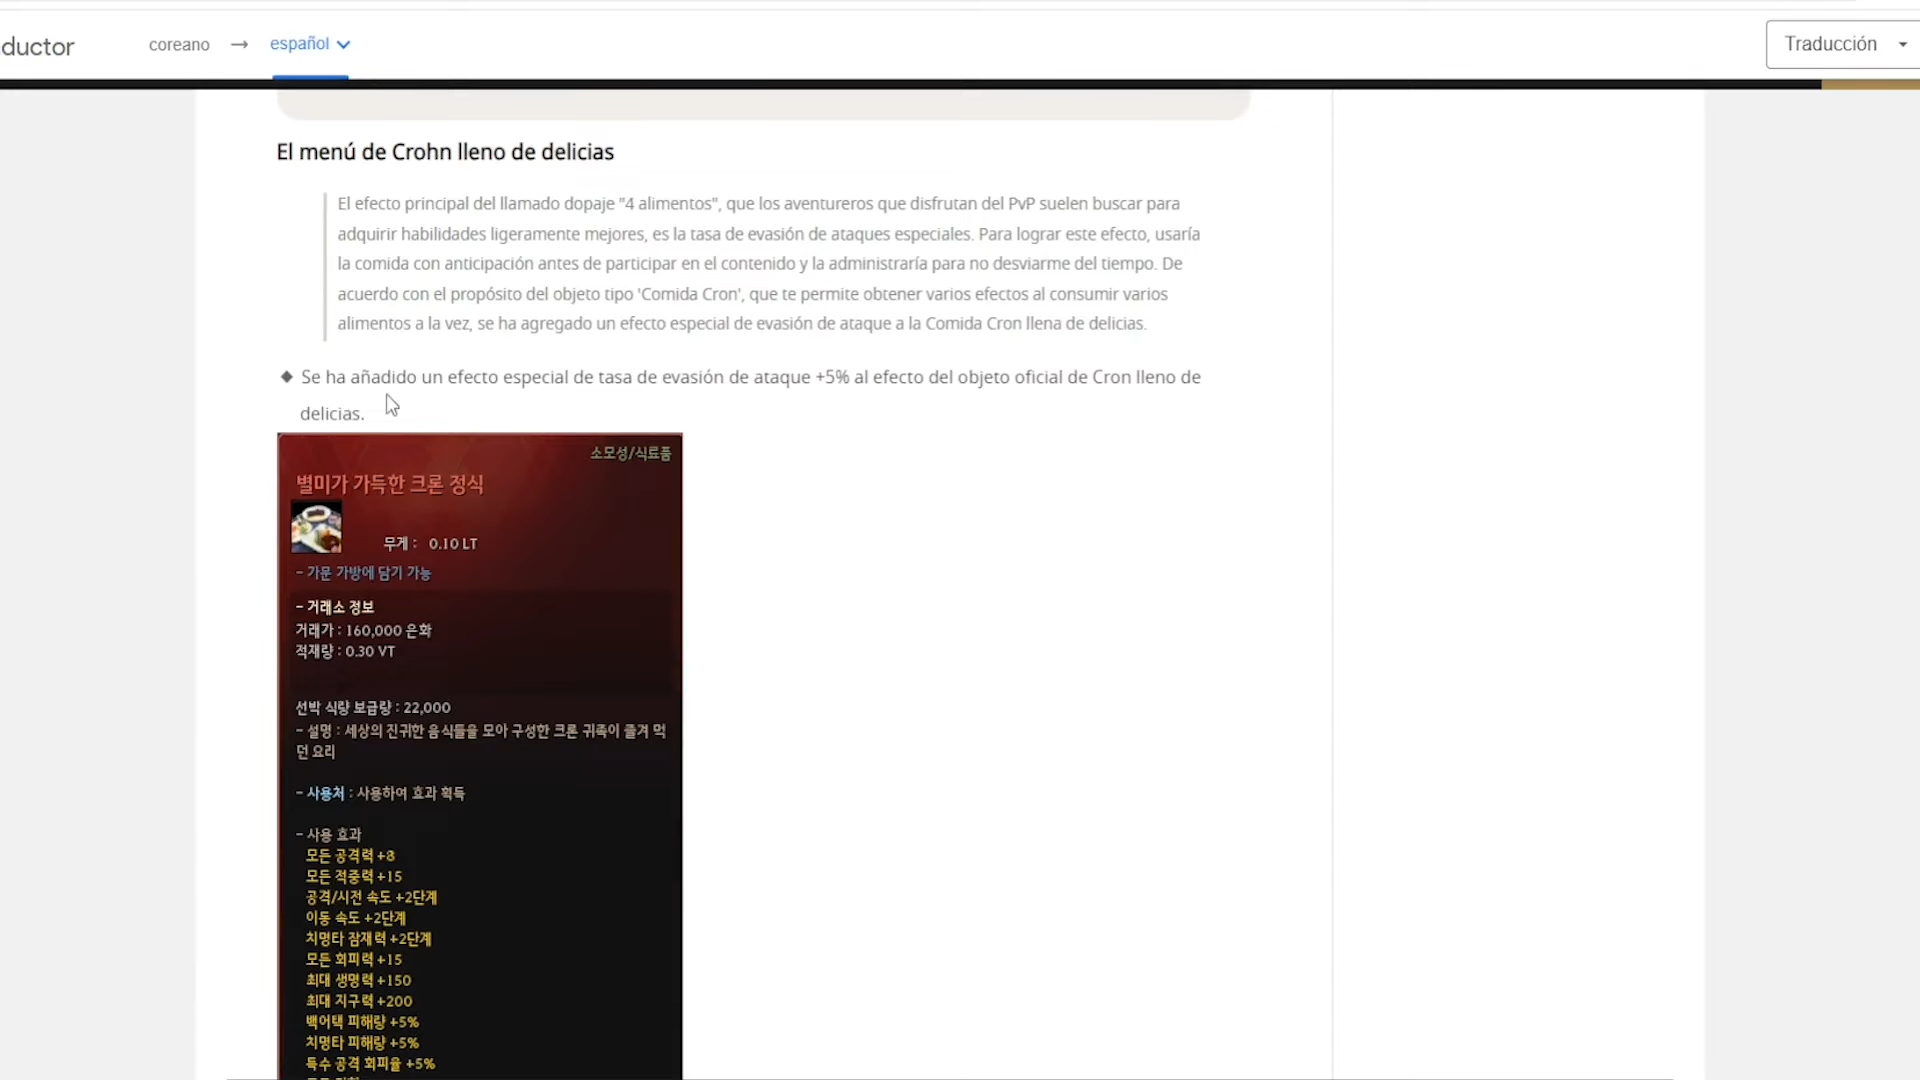 ductor
coreano → español
Traducción
El menú de Crohn lleno de delicias
El efecto principal del llamado dopaje "4 alimentos", que los aventureros que disfrutan del PvP suelen buscar para
adquirir habilidades ligeramente mejores, es la tasa de evasión de ataques especiales. Para lograr este efecto, usaría
la comida con anticipación antes de participar en el contenido y la administraría para no desviarme del tiempo. De
acuerdo con el propósito del objeto tipo 'Comida Cron', que te permite obtener varios efectos al consumir varios
alimentos a la vez, se ha agregado un efecto especial de evasión de ataque a la Comida Cron llena de delicias.
◆ Se ha añadido un efecto especial de tasa de evasión de ataque +5% al efecto del objeto oficial de Cron lleno de
delicias.
소모성/식료품
별미가 가득한 크론 정식
무게 : 0.10 LT
- 가문 가방에 담기 가능
- 거래소 정보
거래가 : 160,000 은화
적재량 : 0.30 VT
선박 식량 보급량 : 22,000
- 설명 : 세상의 진귀한 음식들을 모아 구성한 크론 귀족이 즐겨 먹
던 요리
- 사용처 : 사용하여 효과 획득
- 사용 효과
모든 공격력 +8
모든 적중력 +15
공격/시전 속도 +2단계
이동 속도 +2단계
치명타 잠재력 +2단계
모든 회피력 +15
최대 생명력 +150
최대 지구력 +200
백어택 피해량 +5%
치명타 피해량 +5%
특수 공격 회피율 +5%